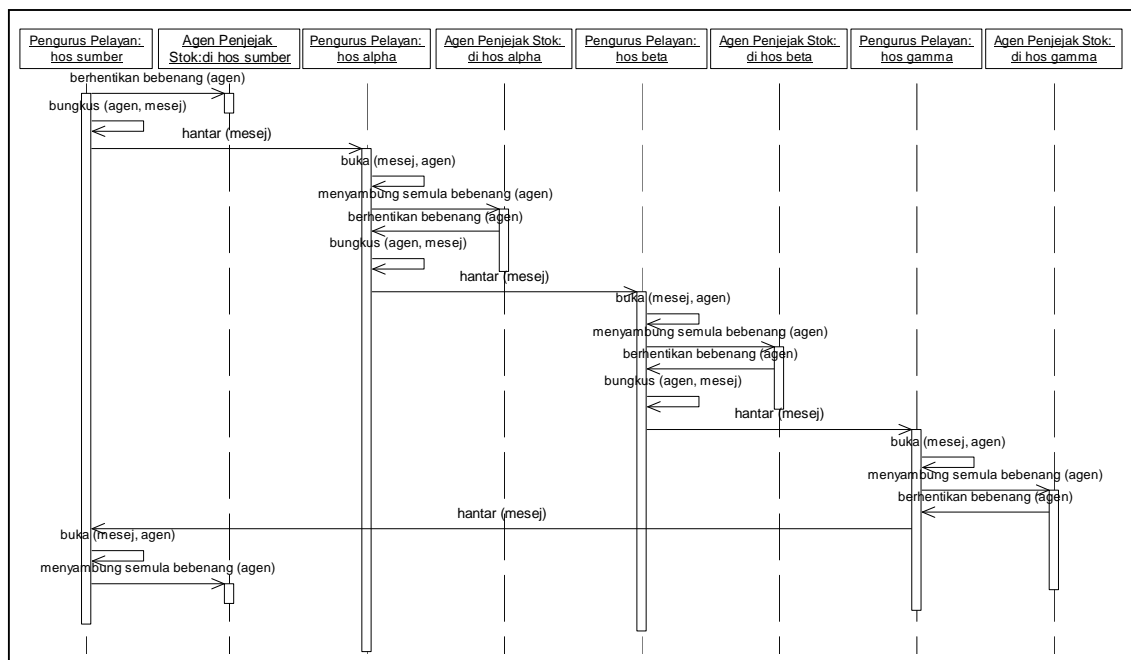 Pengurus Pelayan:
hos sumber
Agen Penjejak
Stok:di hos sumber
Pengurus Pelayan:
hos alpha
Agen Penjejak Stok:
di hos alpha
Pengurus Pelayan:
hos beta
Agen Penjejak Stok:
di hos beta
Pengurus Pelayan:
hos gamma
Agen Penjejak Stok:
di hos gamma
berhentikan bebenang (agen)
bungkus (agen, mesej)
hantar (mesej)
buka (mesej, agen)
menyambung semula bebenang (agen)
berhentikan bebenang (agen)
bungkus (agen, mesej)
hantar (mesej)
buka (mesej, agen)
menyambung semula bebenang (agen)
berhentikan bebenang (agen)
bungkus (agen, mesej)
hantar (mesej)
buka (mesej, agen)
menyambung semula bebenang (agen)
berhentikan bebenang (agen)
hantar (mesej)
buka (mesej, agen)
menyambung semula bebenang (agen)